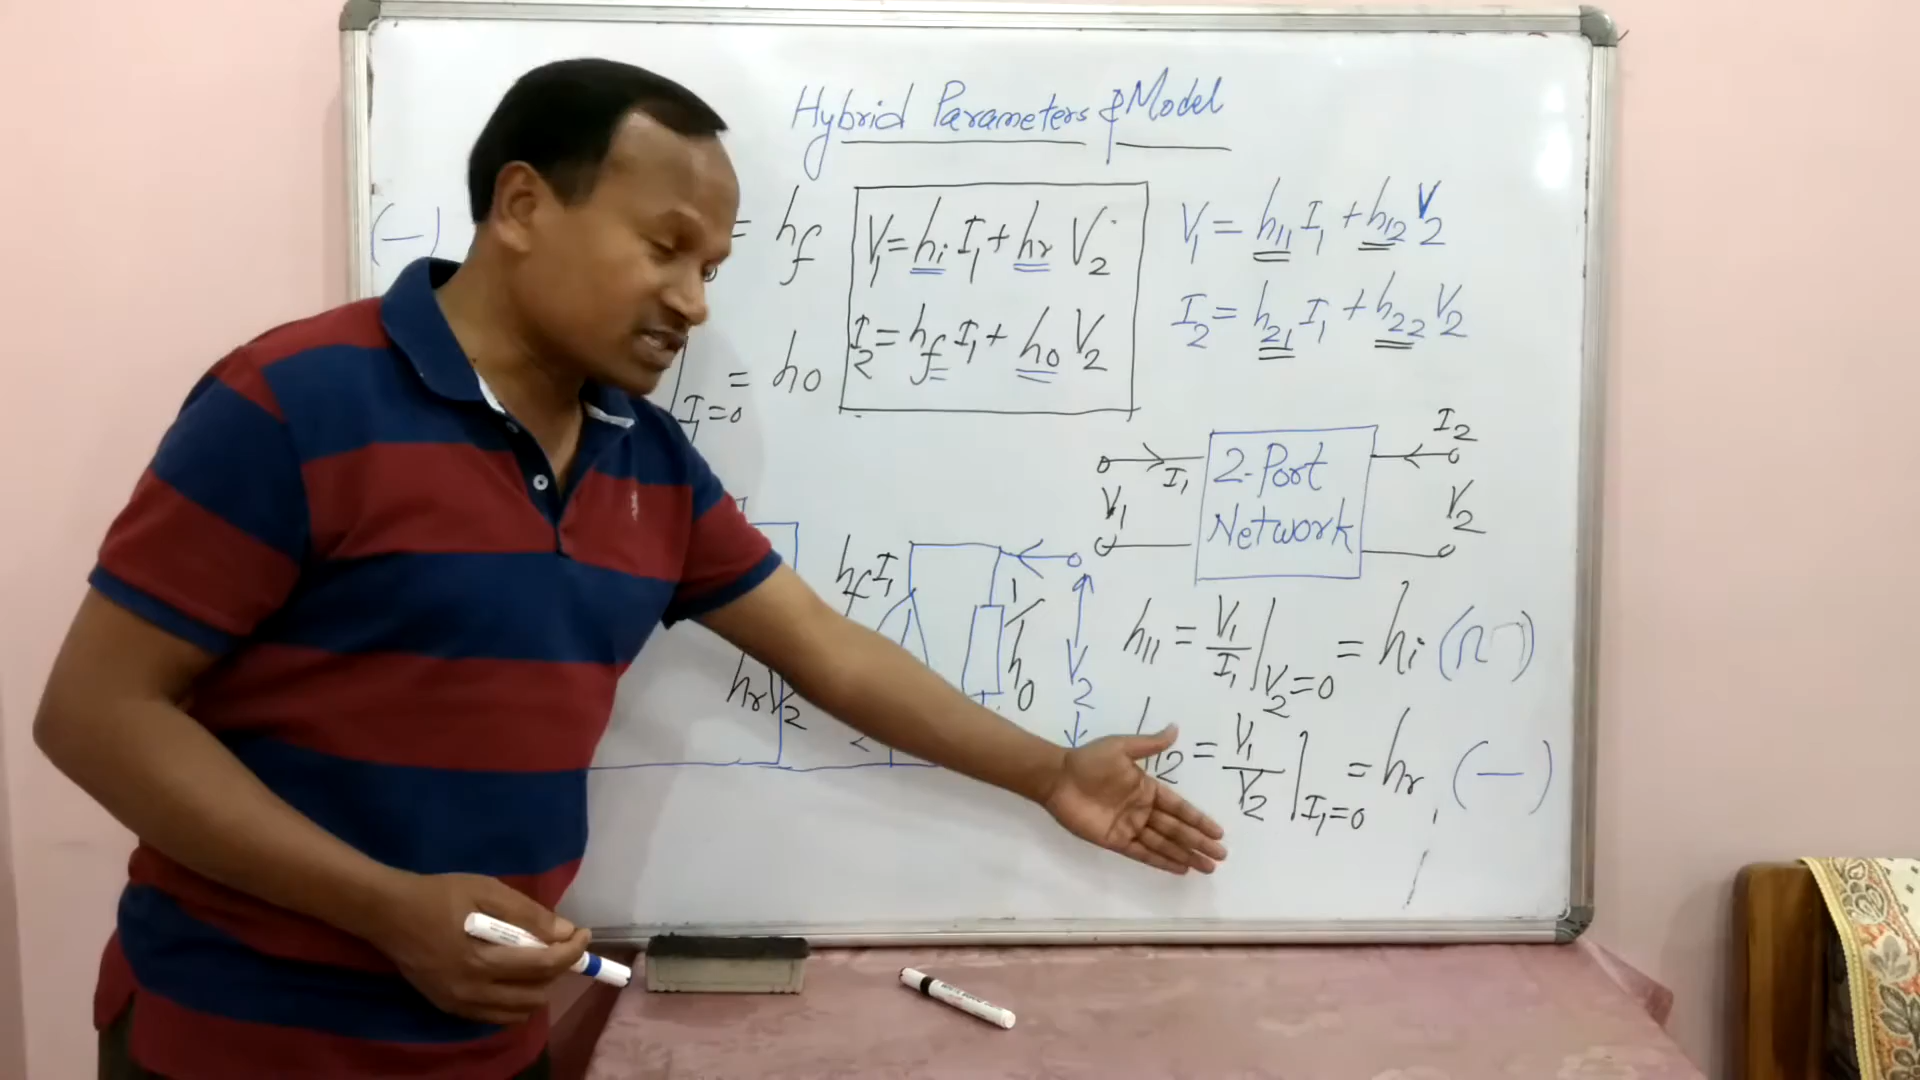 Hybrid Parameters & Model
(—)
= hf
V1 = hi I1 + hr V2
I2 = hf I1 + ho V2
V1 = h11 I1 + h12 V2
I2 = h21 I1 + h22 V2
I1=0 = ho
I1
V1
2-Port
Network
I2
V2
hf I1
1/ho
V2
hr V2
h11 = V1/I1 |V2=0 = hi (Ω)
12 = V1/V2 |I1=0 = hr, (—)